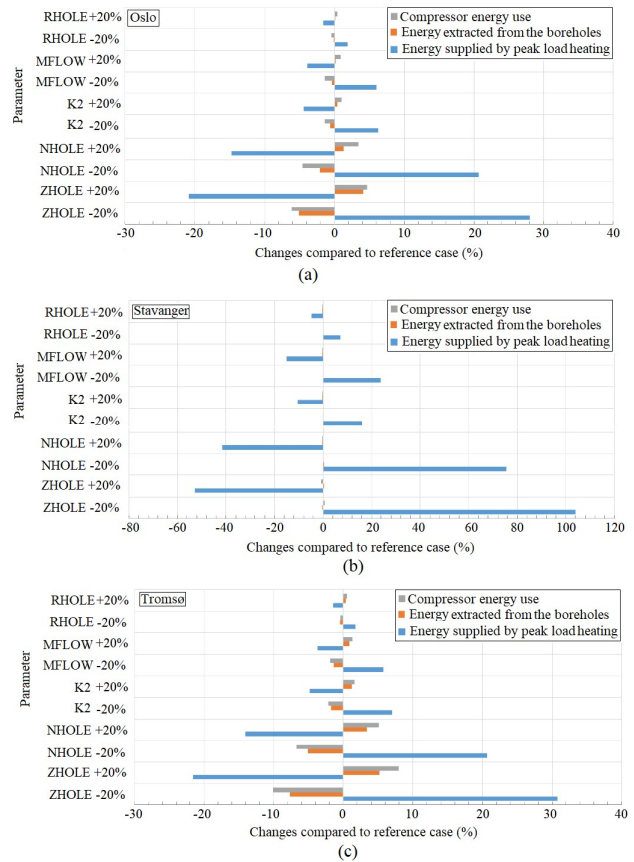 Oslo
Compressor energy use
Energy extracted from the boreholes
Energy supplied by peak load heating
Parameter
RHOLE +20%
RHOLE -20%
MFLOW +20%
MFLOW -20%
K2 +20%
K2 -20%
NHOLE +20%
NHOLE -20%
ZHOLE +20%
ZHOLE -20%
-30 -20 -10 0 10 20 30 40
Changes compared to reference case (%)
(a)
Stavanger
Compressor energy use
Energy extracted from the boreholes
Energy supplied by peak load heating
Parameter
RHOLE +20%
RHOLE -20%
MFLOW +20%
MFLOW -20%
K2 +20%
K2 -20%
NHOLE +20%
NHOLE -20%
ZHOLE +20%
ZHOLE -20%
-80 -60 -40 -20 0 20 40 60 80 100 120
Changes compared to reference case (%)
(b)
Tromsø
Compressor energy use
Energy extracted from the boreholes
Energy supplied by peak load heating
Parameter
RHOLE +20%
RHOLE -20%
MFLOW +20%
MFLOW -20%
K2 +20%
K2 -20%
NHOLE +20%
NHOLE -20%
ZHOLE +20%
ZHOLE -20%
-30 -20 -10 0 10 20 30 40
Changes compared to reference case (%)
(c)